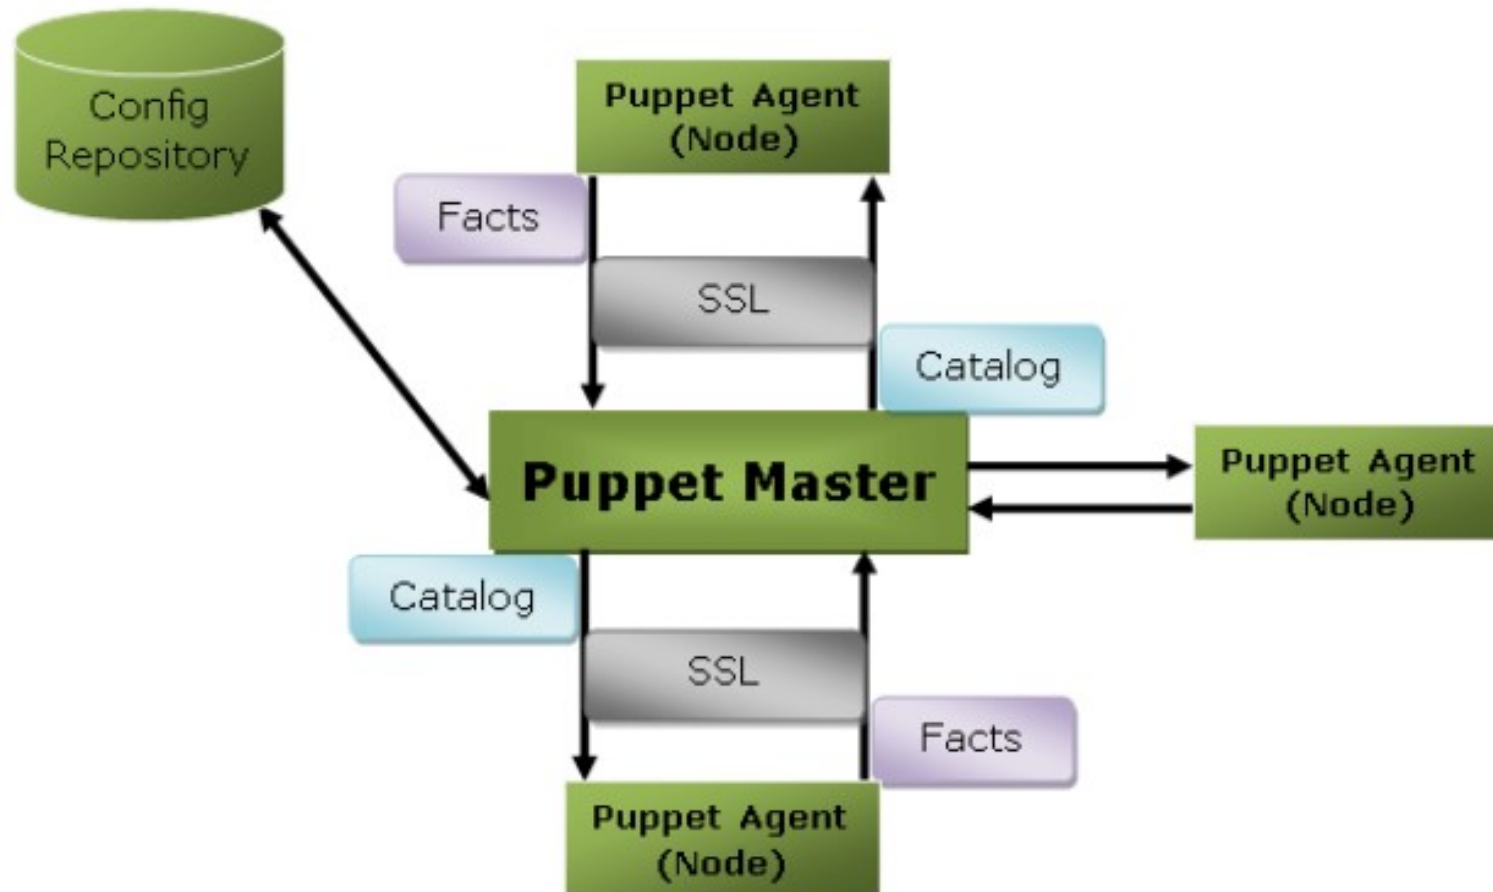 Config
Repository
Puppet Agent
(Node)
Facts
SSL
Catalog
Puppet Master
Puppet Agent
(Node)
Catalog
SSL
Facts
Puppet Agent
(Node)